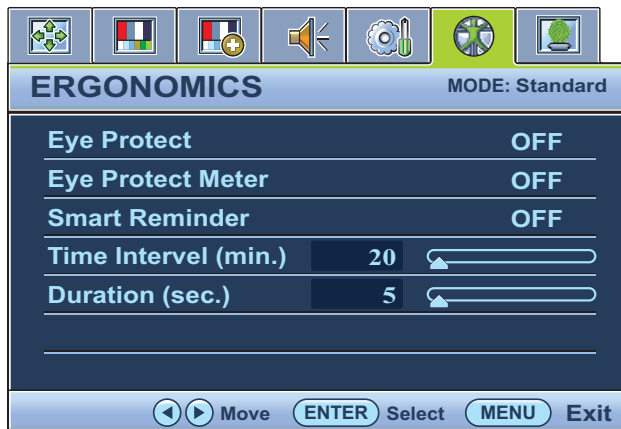 ERGONOMICS MODE: Standard
Eye Protect OFF
Eye Protect Meter OFF
Smart Reminder OFF
Time Intervel (min.) 20
Duration (sec.) 5
Move ENTER Select MENU Exit